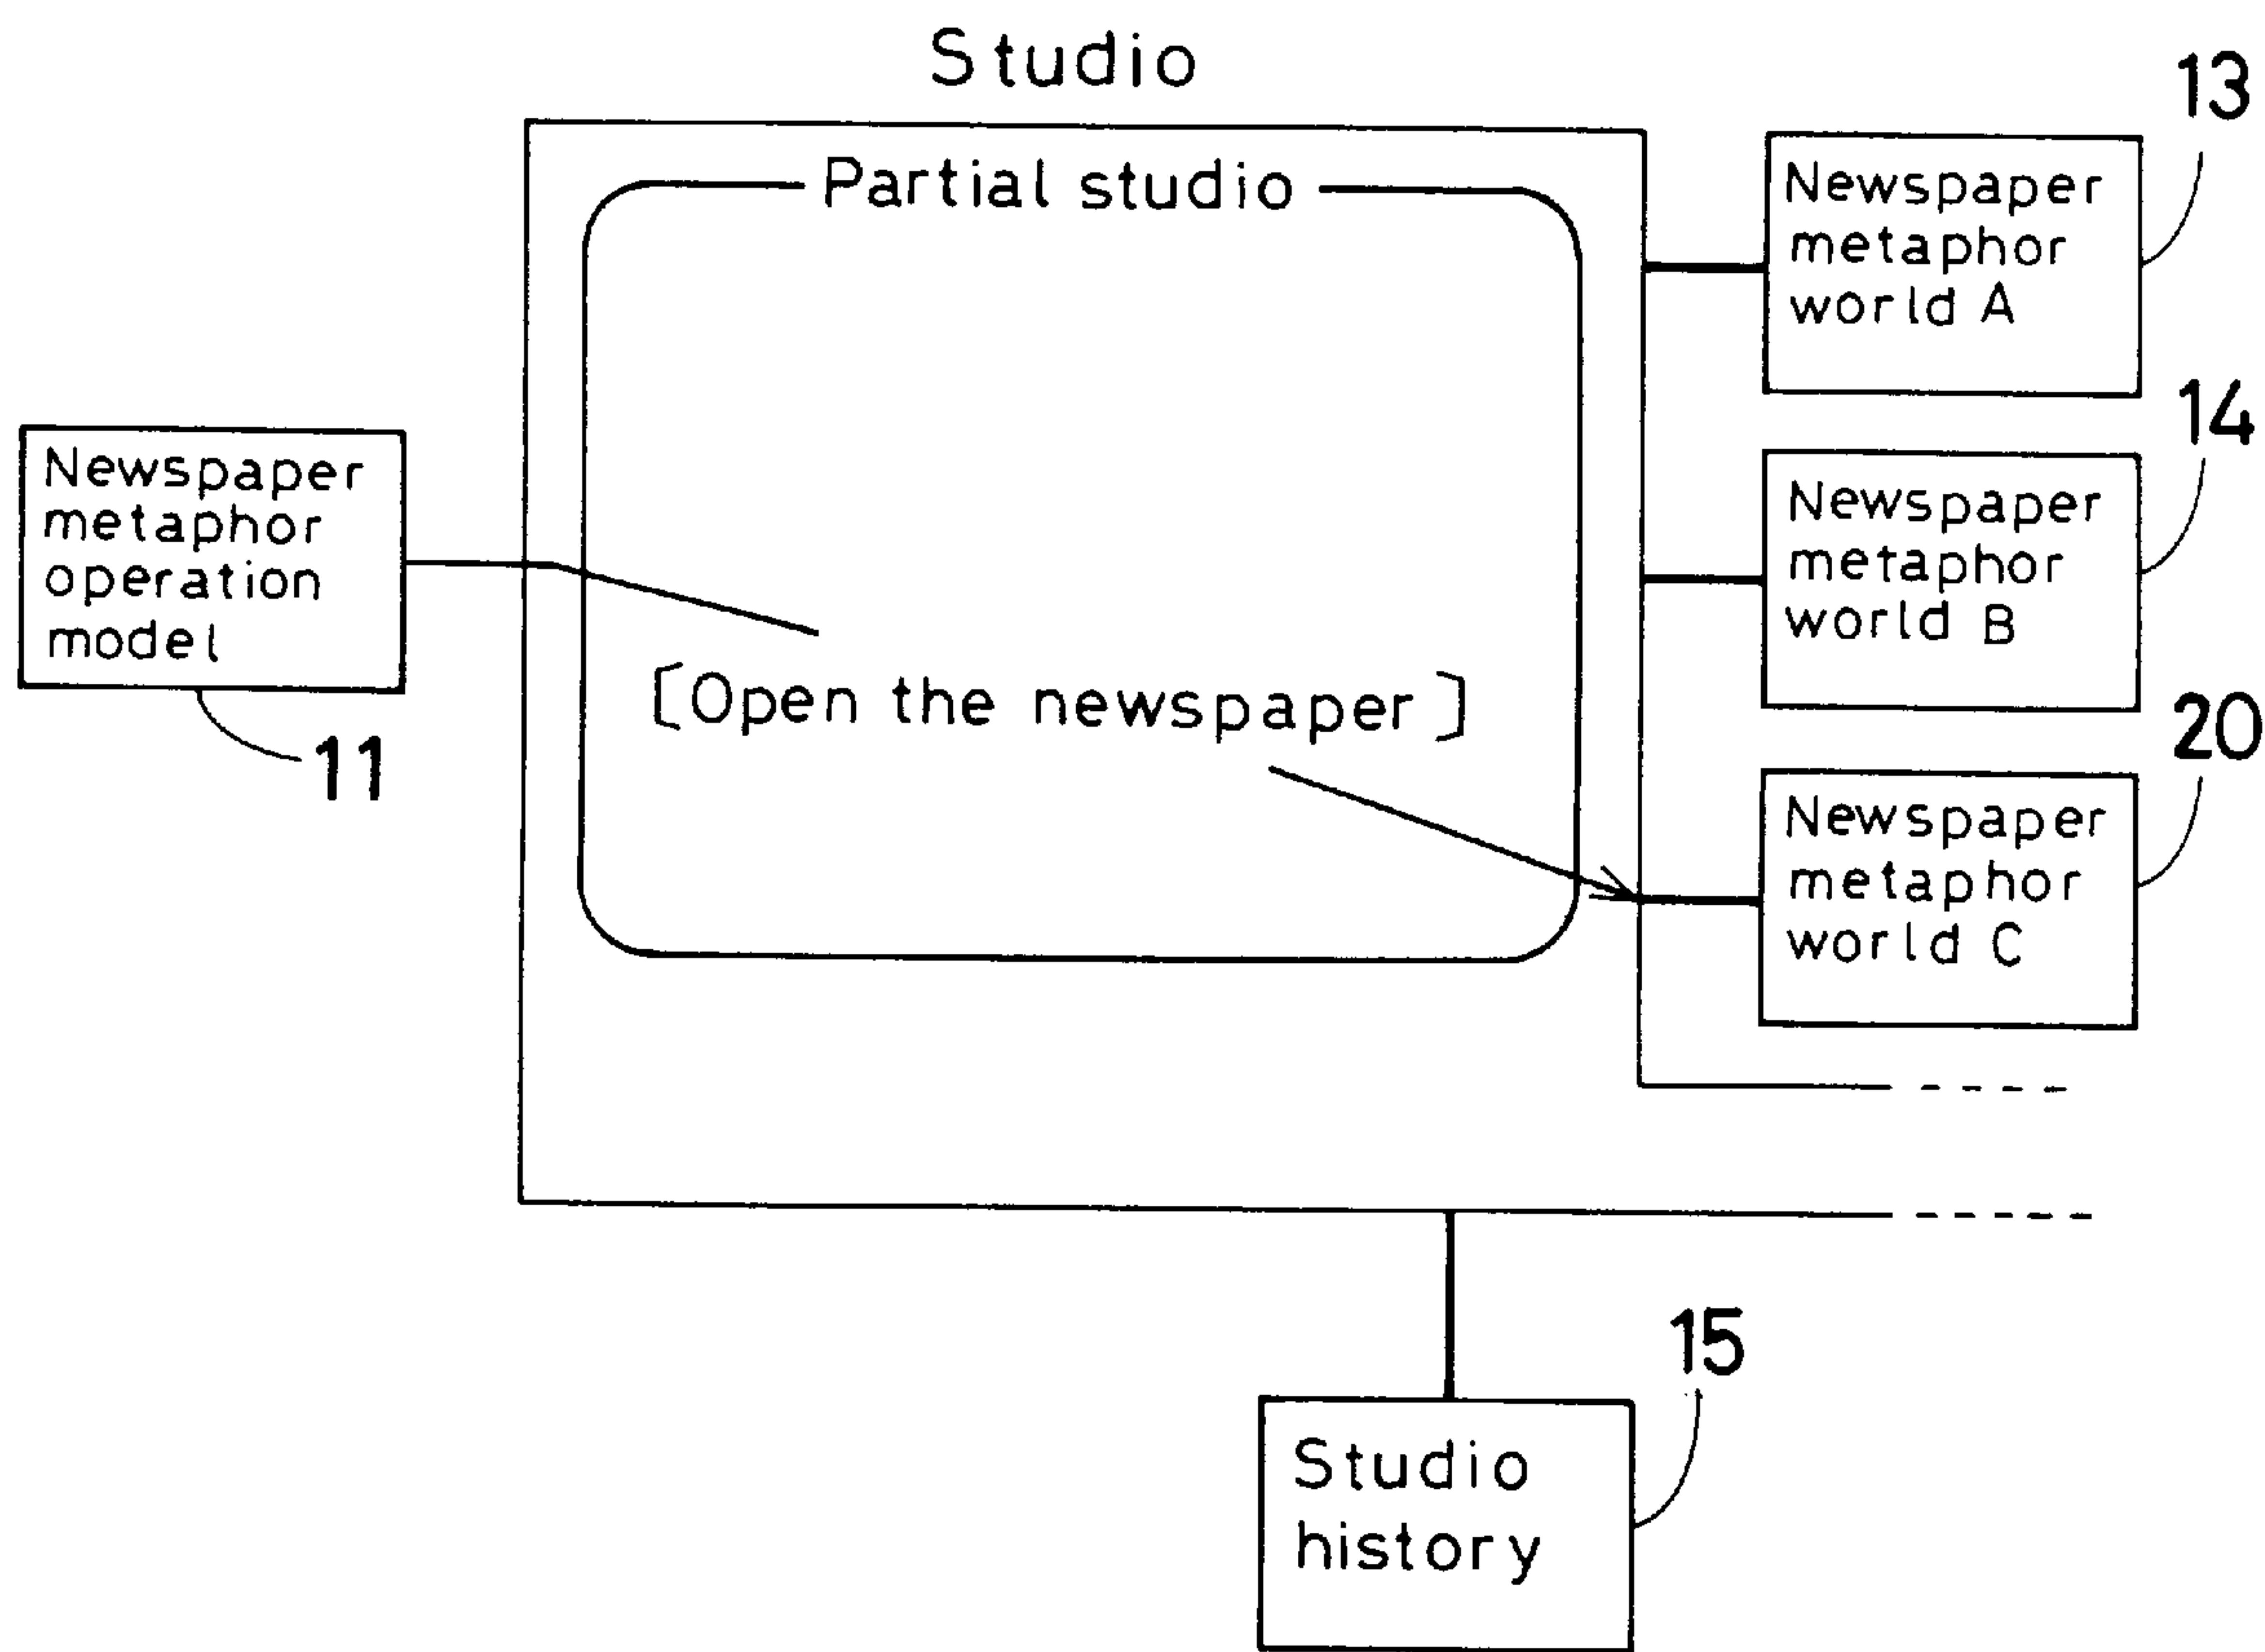 Studio
Partial studio
13
Newspaper
metaphor
world A
14
Newspaper
metaphor
operation
model
11
[Open the newspaper]
Newspaper
metaphor
world B
20
Newspaper
metaphor
world C
15
Studio
history